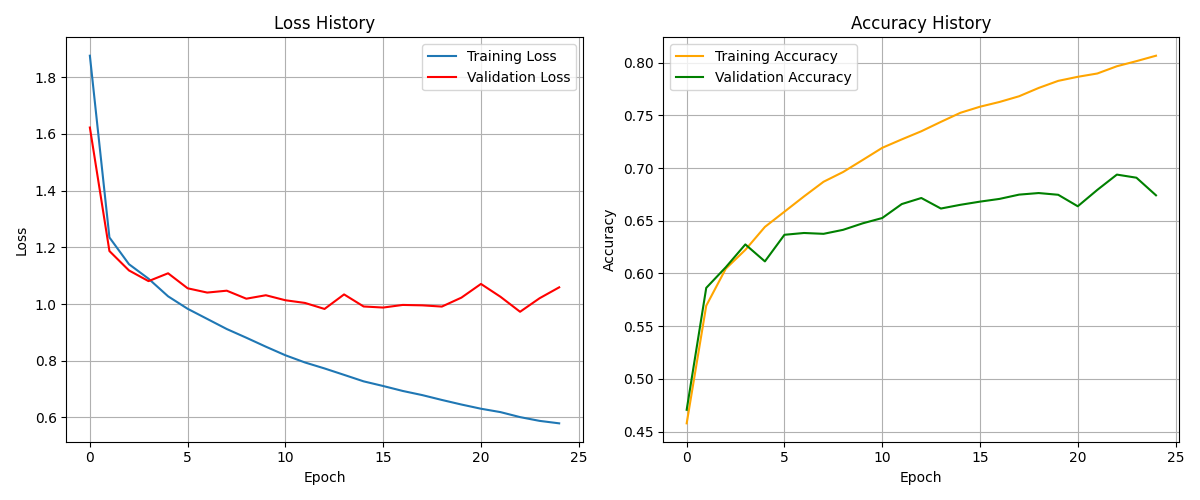 Loss History
Training Loss
Validation Loss
1.8
1.6
1.4
1.2
1.0
0.8
0.6
Loss
0
5
10
15
20
25
Epoch
Accuracy History
Training Accuracy
Validation Accuracy
0.80
0.75
0.70
0.65
0.60
0.55
0.50
0.45
Accuracy
0
5
10
15
20
25
Epoch